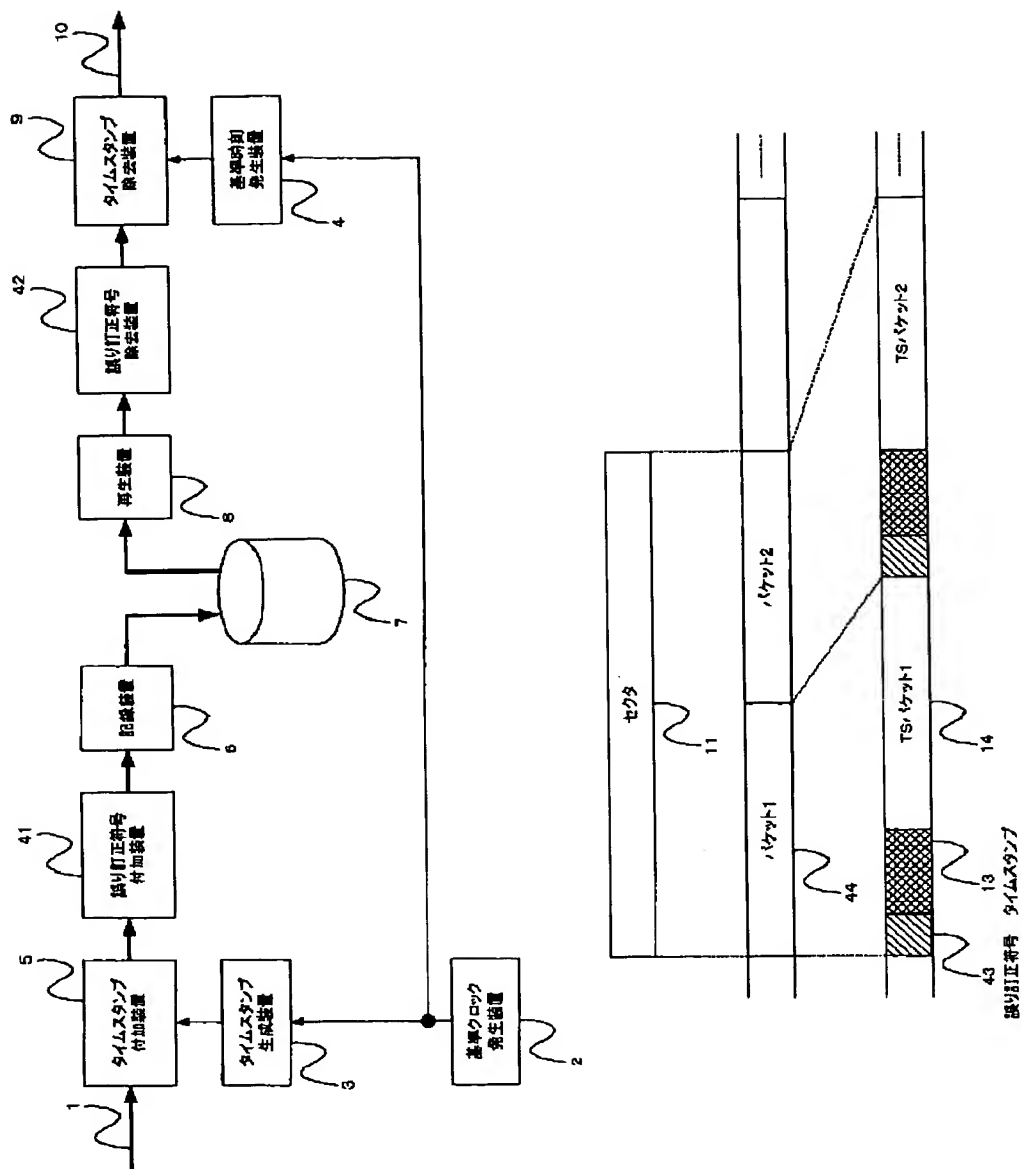 1
5
タイムスタンプ
付加装置
41
誤り訂正符号
付加装置
6
記録装置
7
8
再生装置
42
誤り訂正符号
除去装置
9
タイムスタンプ
除去装置
10
3
タイムスタンプ
生成装置
2
基準クロック
発生装置
4
基準時刻
発生装置
セクタ
11
パケット1
パケット2
44
TSパケット1
TSパケット2
43
13
14
誤り訂正符号 タイムスタンプ